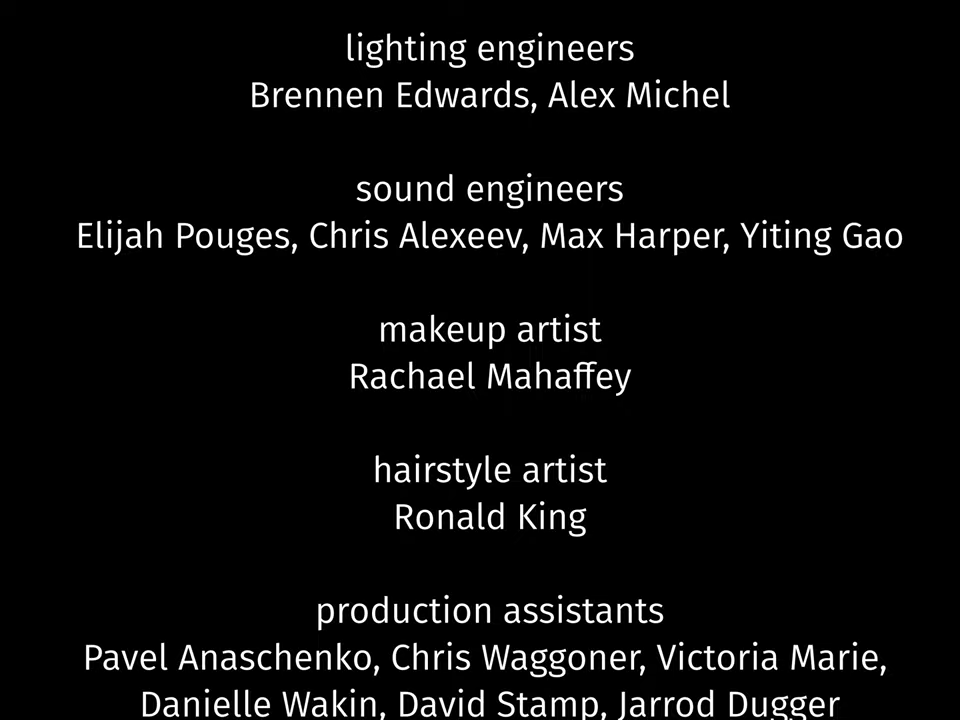 lighting engineers
Brennen Edwards, Alex Michel
sound engineers
Elijah Pouges, Chris Alexeev, Max Harper, Yiting Gao
makeup artist
Rachael Mahaffey
hairstyle artist
Ronald King
production assistants
Pavel Anaschenko, Chris Waggoner, Victoria Marie,
Danielle Wakin, David Stamp, Jarrod Dugger